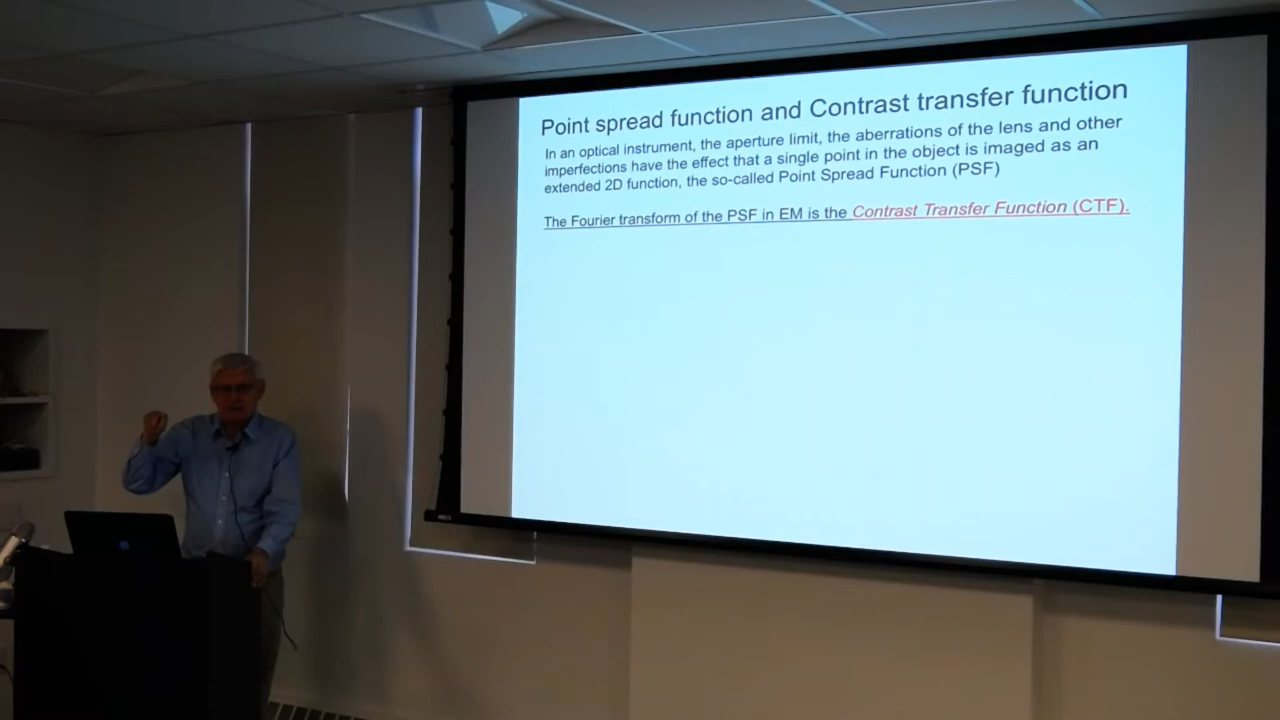 Point spread function and Contrast transfer function
In an optical instrument, the aperture limit, the aberrations of the lens and other
imperfections have the effect that a single point in the object is imaged as an
extended 2D function, the so-called Point Spread Function (PSF)
The Fourier transform of the PSF in EM is the Contrast Transfer Function (CTF).